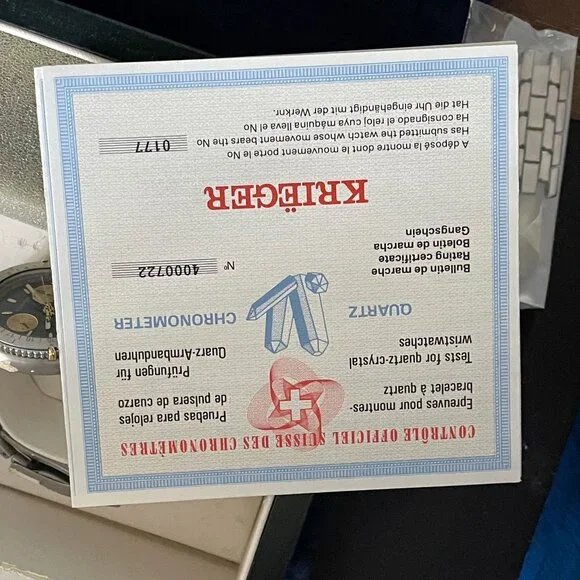 CONTRÔLE OFFICIEL SUISSE DES CHRONOMÈTRES
Epreuves pour montres-
bracelet à quartz
Pruebas para relojes
de pulsera de cuarzo
Tests for quartz-crystal
wristwatches
Prüfungen für
Quarz-Armbanduhren
QUARTZ
CHRONOMETER
Bulletin de marche
Rating certificate
Boletin de marcha
Gangschein
Nº 4000722
KRIËGER
A déposé la montre dont le mouvement porte le No
Has submitted the watch whose movement bears the No
Ha consignado el reloj cuya máquina lleva el No
Hat die Uhr eingehändigt mit der Werknr.
0177